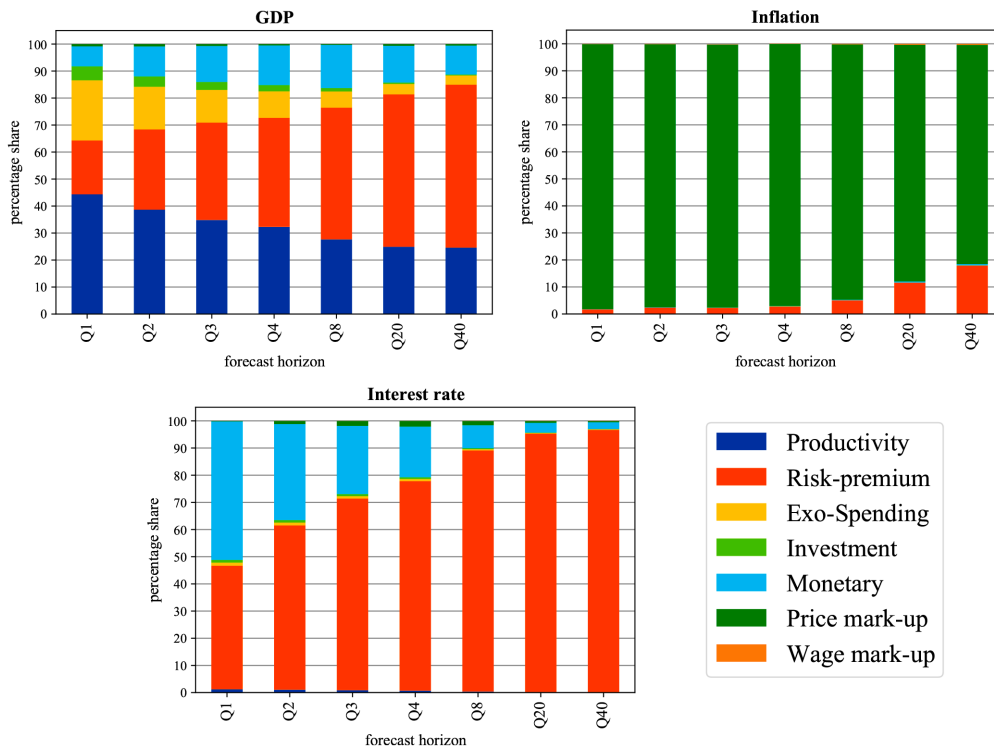 GDP
percentage share
100
90
80
70
60
50
40
30
20
10
0
Q1 Q2 Q3 Q4 Q8 Q20 Q40
forecast horizon
Inflation
percentage share
100
90
80
70
60
50
40
30
20
10
0
Q1 Q2 Q3 Q4 Q8 Q20 Q40
forecast horizon
Interest rate
percentage share
100
90
80
70
60
50
40
30
20
10
0
Q1 Q2 Q3 Q4 Q8 Q20 Q40
forecast horizon
Productivity
Risk-premium
Exo-Spending
Investment
Monetary
Price mark-up
Wage mark-up